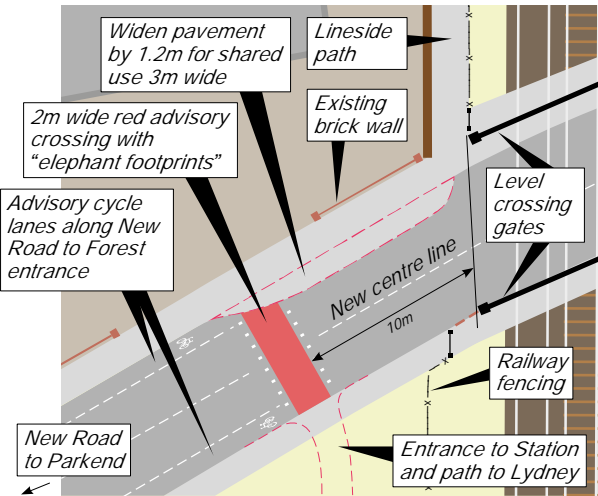 Widen pavement
by 1.2m for shared
use 3m wide
Lineside
path
2m wide red advisory
crossing with
“elephant footprints”
Existing
brick wall
Advisory cycle
lanes along New
Road to Forest
entrance
Level
crossing
gates
New centre line
10m
Railway
fencing
New Road
to Parkend
Entrance to Station
and path to Lydney